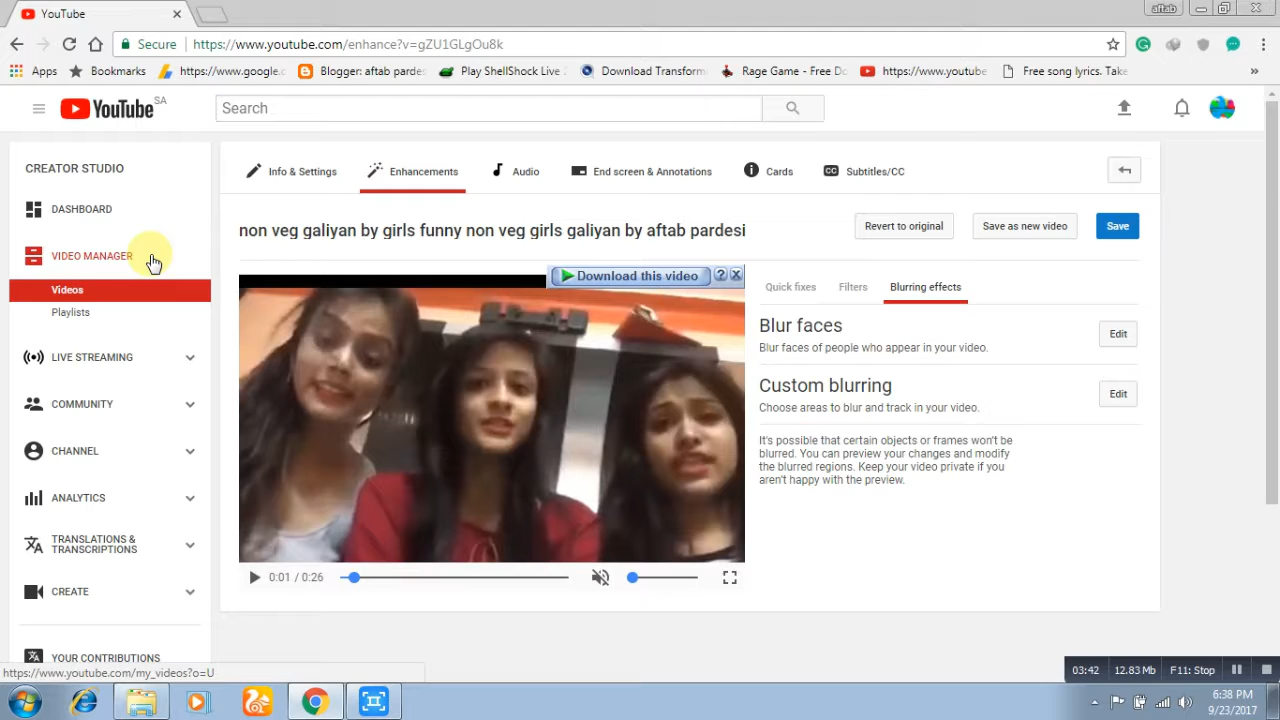 YouTube
aftab
Secure
https://www.youtube.com/enhance?v=gZU1GLgOu8k
Apps
Bookmarks
https://www.google.c
Blogger: aftab pardes
Play ShellShock Live
Download Transform
Rage Game - Free Do
https://www.youtube
Free song lyrics. Take
»
YouTube SA
Search
CREATOR STUDIO
Info & Settings
Enhancements
Audio
End screen & Annotations
Cards
CC Subtitles/CC
DASHBOARD
non veg galiyan by girls funny non veg girls galiyan by aftab pardesi
Revert to original
Save as new video
Save
VIDEO MANAGER
Videos
Playlists
LIVE STREAMING
COMMUNITY
CHANNEL
ANALYTICS
TRANSLATIONS &
TRANSCRIPTIONS
CREATE
YOUR CONTRIBUTIONS
Download this video
?
Quick fixes
Filters
Blurring effects
Blur faces
Edit
Blur faces of people who appear in your video.
Custom blurring
Edit
Choose areas to blur and track in your video.
It's possible that certain objects or frames won't be
blurred. You can preview your changes and modify
the blurred regions. Keep your video private if you
aren't happy with the preview.
0:01 / 0:26
https://www.youtube.com/my_videos?o=U
03:42
12.83 Mb
F11: Stop
6:38 PM
9/23/2017